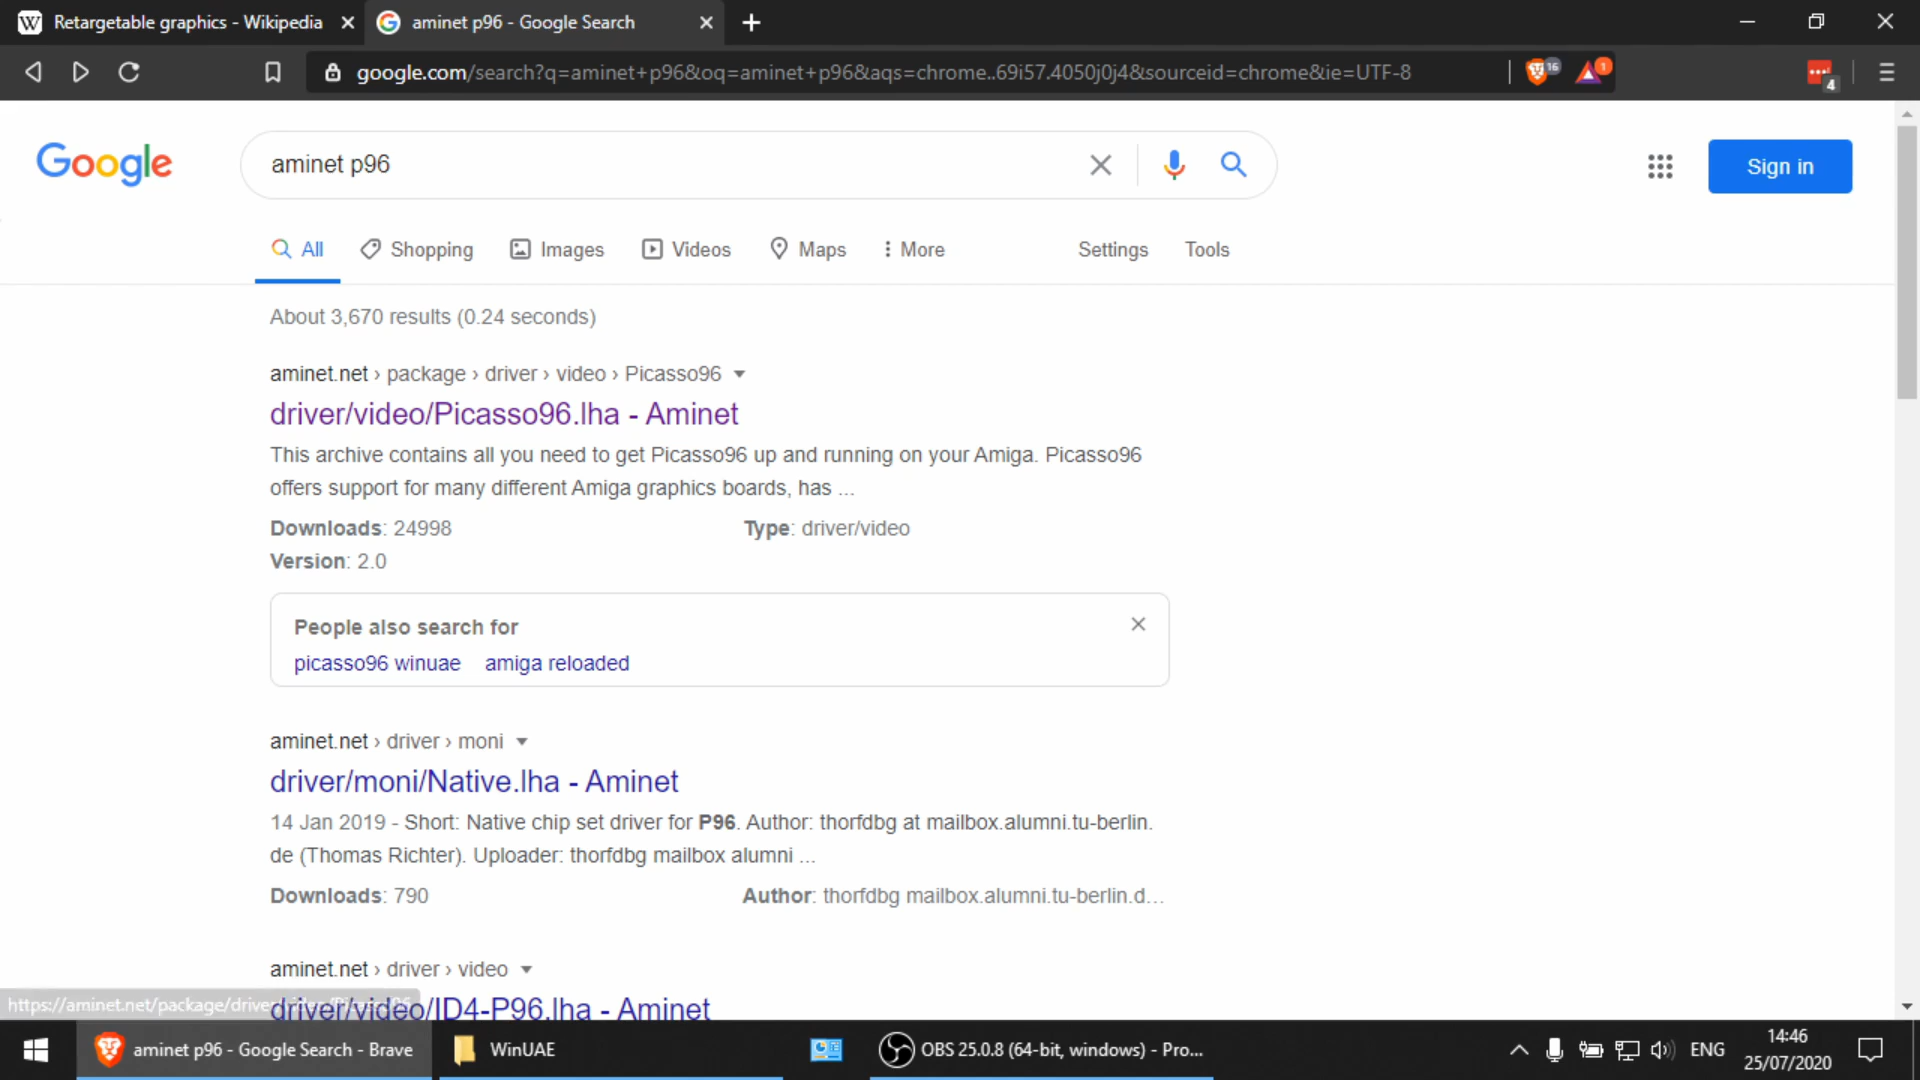 Retargetable graphics - Wikipedia
aminet p96 - Google Search
google.com/search?q=aminet+p96&oq=aminet+p96&aqs=chrome..69i57.4050j0j4&sourceid=chrome&ie=UTF-8
16
1
4
Google
aminet p96
Sign in
All
Shopping
Images
Videos
Maps
More
Settings
Tools
About 3,670 results (0.24 seconds)
aminet.net › package › driver › video › Picasso96
driver/video/Picasso96.lha - Aminet
This archive contains all you need to get Picasso96 up and running on your Amiga. Picasso96
offers support for many different Amiga graphics boards, has ...
Downloads: 24998
Type: driver/video
Version: 2.0
People also search for
picasso96 winuae
amiga reloaded
aminet.net › driver › moni
driver/moni/Native.lha - Aminet
14 Jan 2019 - Short: Native chip set driver for P96. Author: thorfdbg at mailbox.alumni.tu-berlin.
de (Thomas Richter). Uploader: thorfdbg mailbox alumni ...
Downloads: 790
Author: thorfdbg mailbox.alumni.tu-berlin.d...
aminet.net › driver › video
driver/video/ID4-P96.lha - Aminet
https://aminet.net/package/driver
aminet p96 - Google Search - Brave
WinUAE
OBS 25.0.8 (64-bit, windows) - Pro...
ENG
14:46
25/07/2020